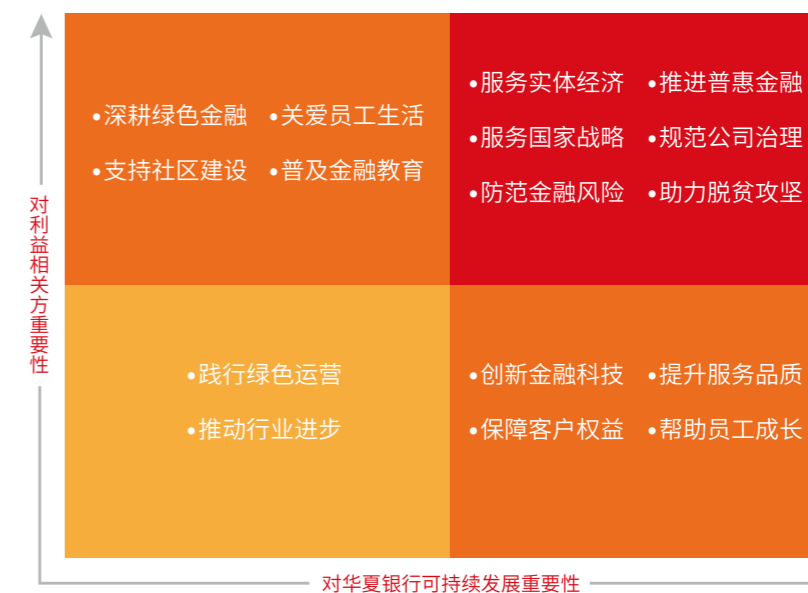 •深耕绿色金融 •关爱员工生活
•支持社区建设 •普及金融教育
•服务实体经济 •推进普惠金融
•服务国家战略 •规范公司治理
•防范金融风险 •助力脱贫攻坚
对利益相关方重要性
•践行绿色运营
•推动行业进步
•创新金融科技 •提升服务品质
•保障客户权益 •帮助员工成长
对华夏银行可持续发展重要性